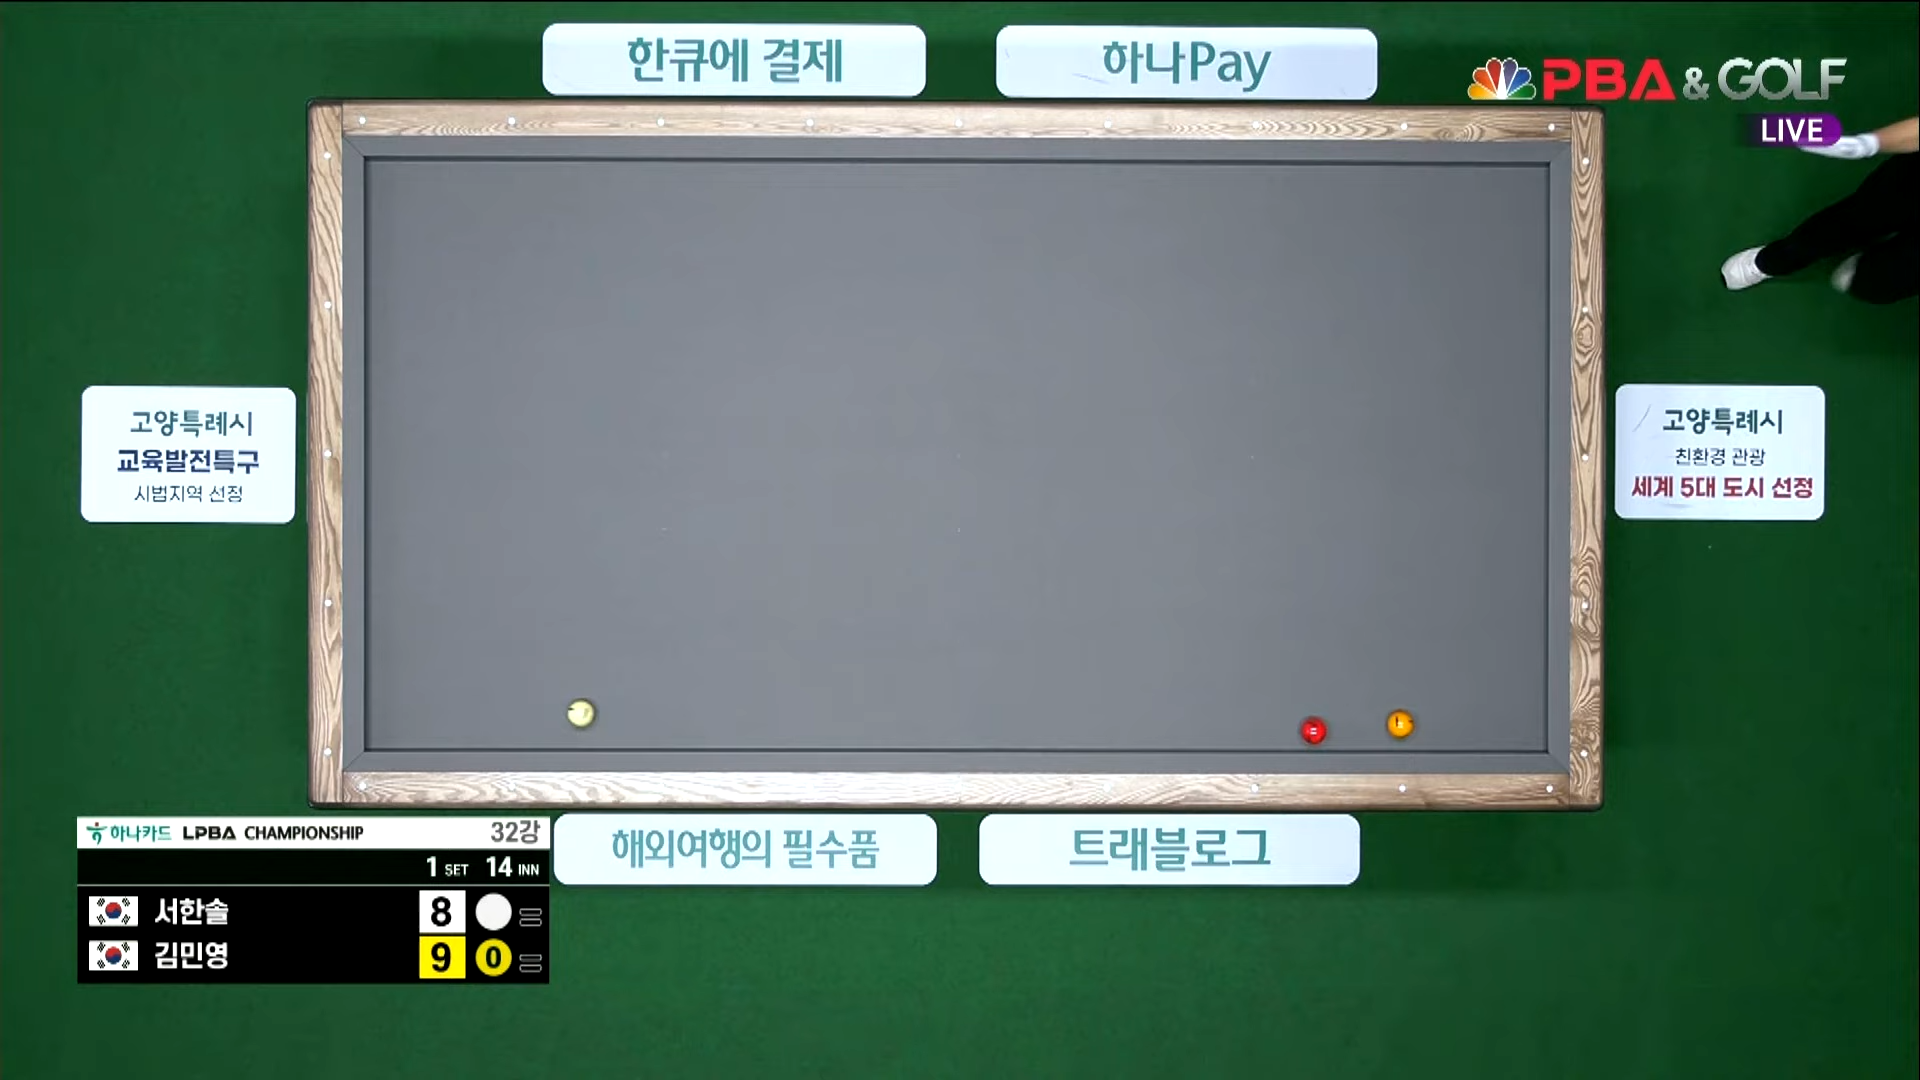 한큐에 결제
하나Pay
PBA & GOLF
LIVE
고양특례시
교육발전특구
시범지역 선정
고양특례시
친환경 관광
세계 5대 도시 선정
하나카드 LPBA CHAMPIONSHIP 32강
1 SET 14 INN
서한솔 8
김민영 9 0
해외여행의 필수품
트래블로그